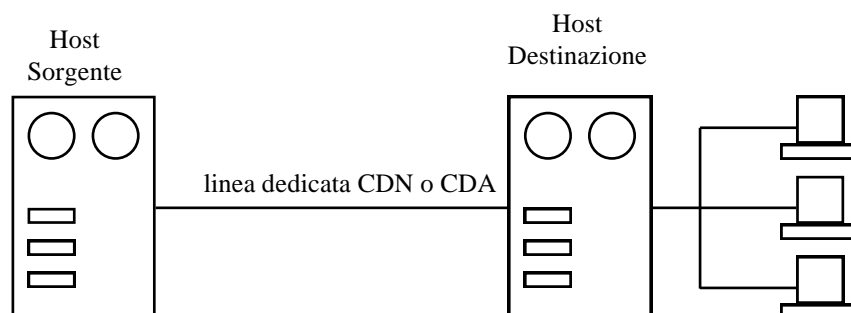 Host
Sorgente
Host
Destinazione
linea dedicata CDN o CDA